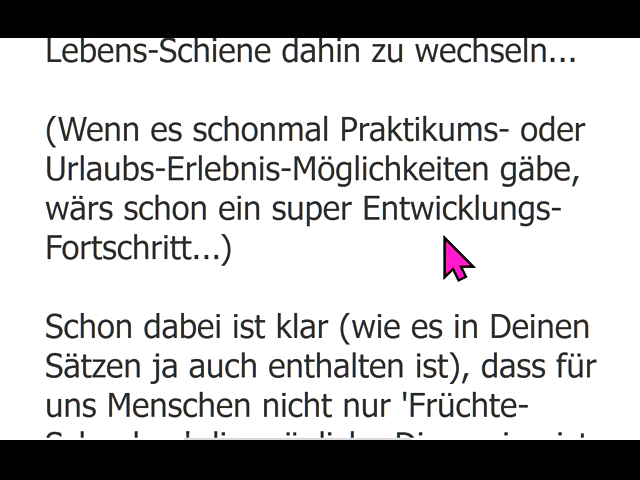 Lebens-Schiene dahin zu wechseln...
(Wenn es schonmal Praktikums- oder
Urlaubs-Erlebnis-Möglichkeiten gäbe,
wärs schon ein super Entwicklungs-
Fortschritt...)
Schon dabei ist klar (wie es in Deinen
Sätzen ja auch enthalten ist), dass für
uns Menschen nicht nur 'Früchte-